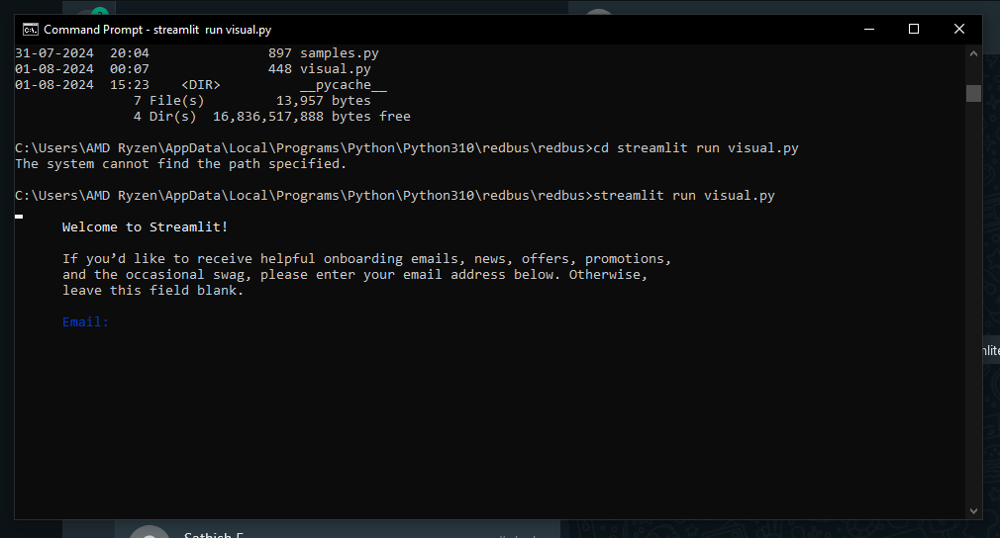 Command Prompt - streamlit  run visual.py
31-07-2024  20:04               897 samples.py
01-08-2024  00:07               448 visual.py
01-08-2024  15:23    <DIR>          __pycache__
               7 File(s)         13,957 bytes
               4 Dir(s)  16,836,517,888 bytes free
C:\Users\AMD Ryzen\AppData\Local\Programs\Python\Python310\redbus\redbus>cd streamlit run visual.py
The system cannot find the path specified.
C:\Users\AMD Ryzen\AppData\Local\Programs\Python\Python310\redbus\redbus>streamlit run visual.py
Welcome to Streamlit!
If you’d like to receive helpful onboarding emails, news, offers, promotions,
and the occasional swag, please enter your email address below. Otherwise,
leave this field blank.
Email: